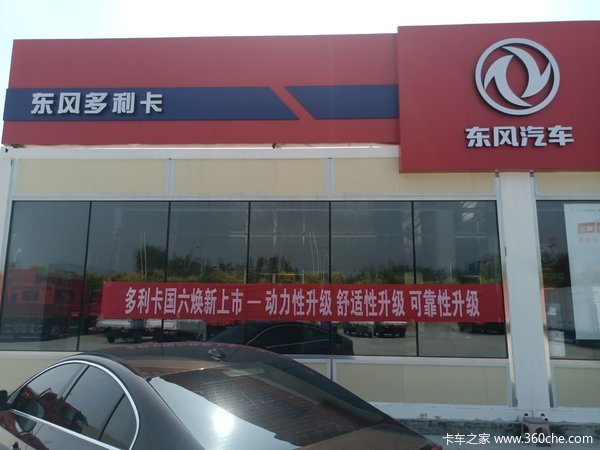 东风多利卡
东风汽车
多利卡国六焕新上市 — 动力性升级 舒适性升级 可靠性升级
卡车之家 www.360che.com